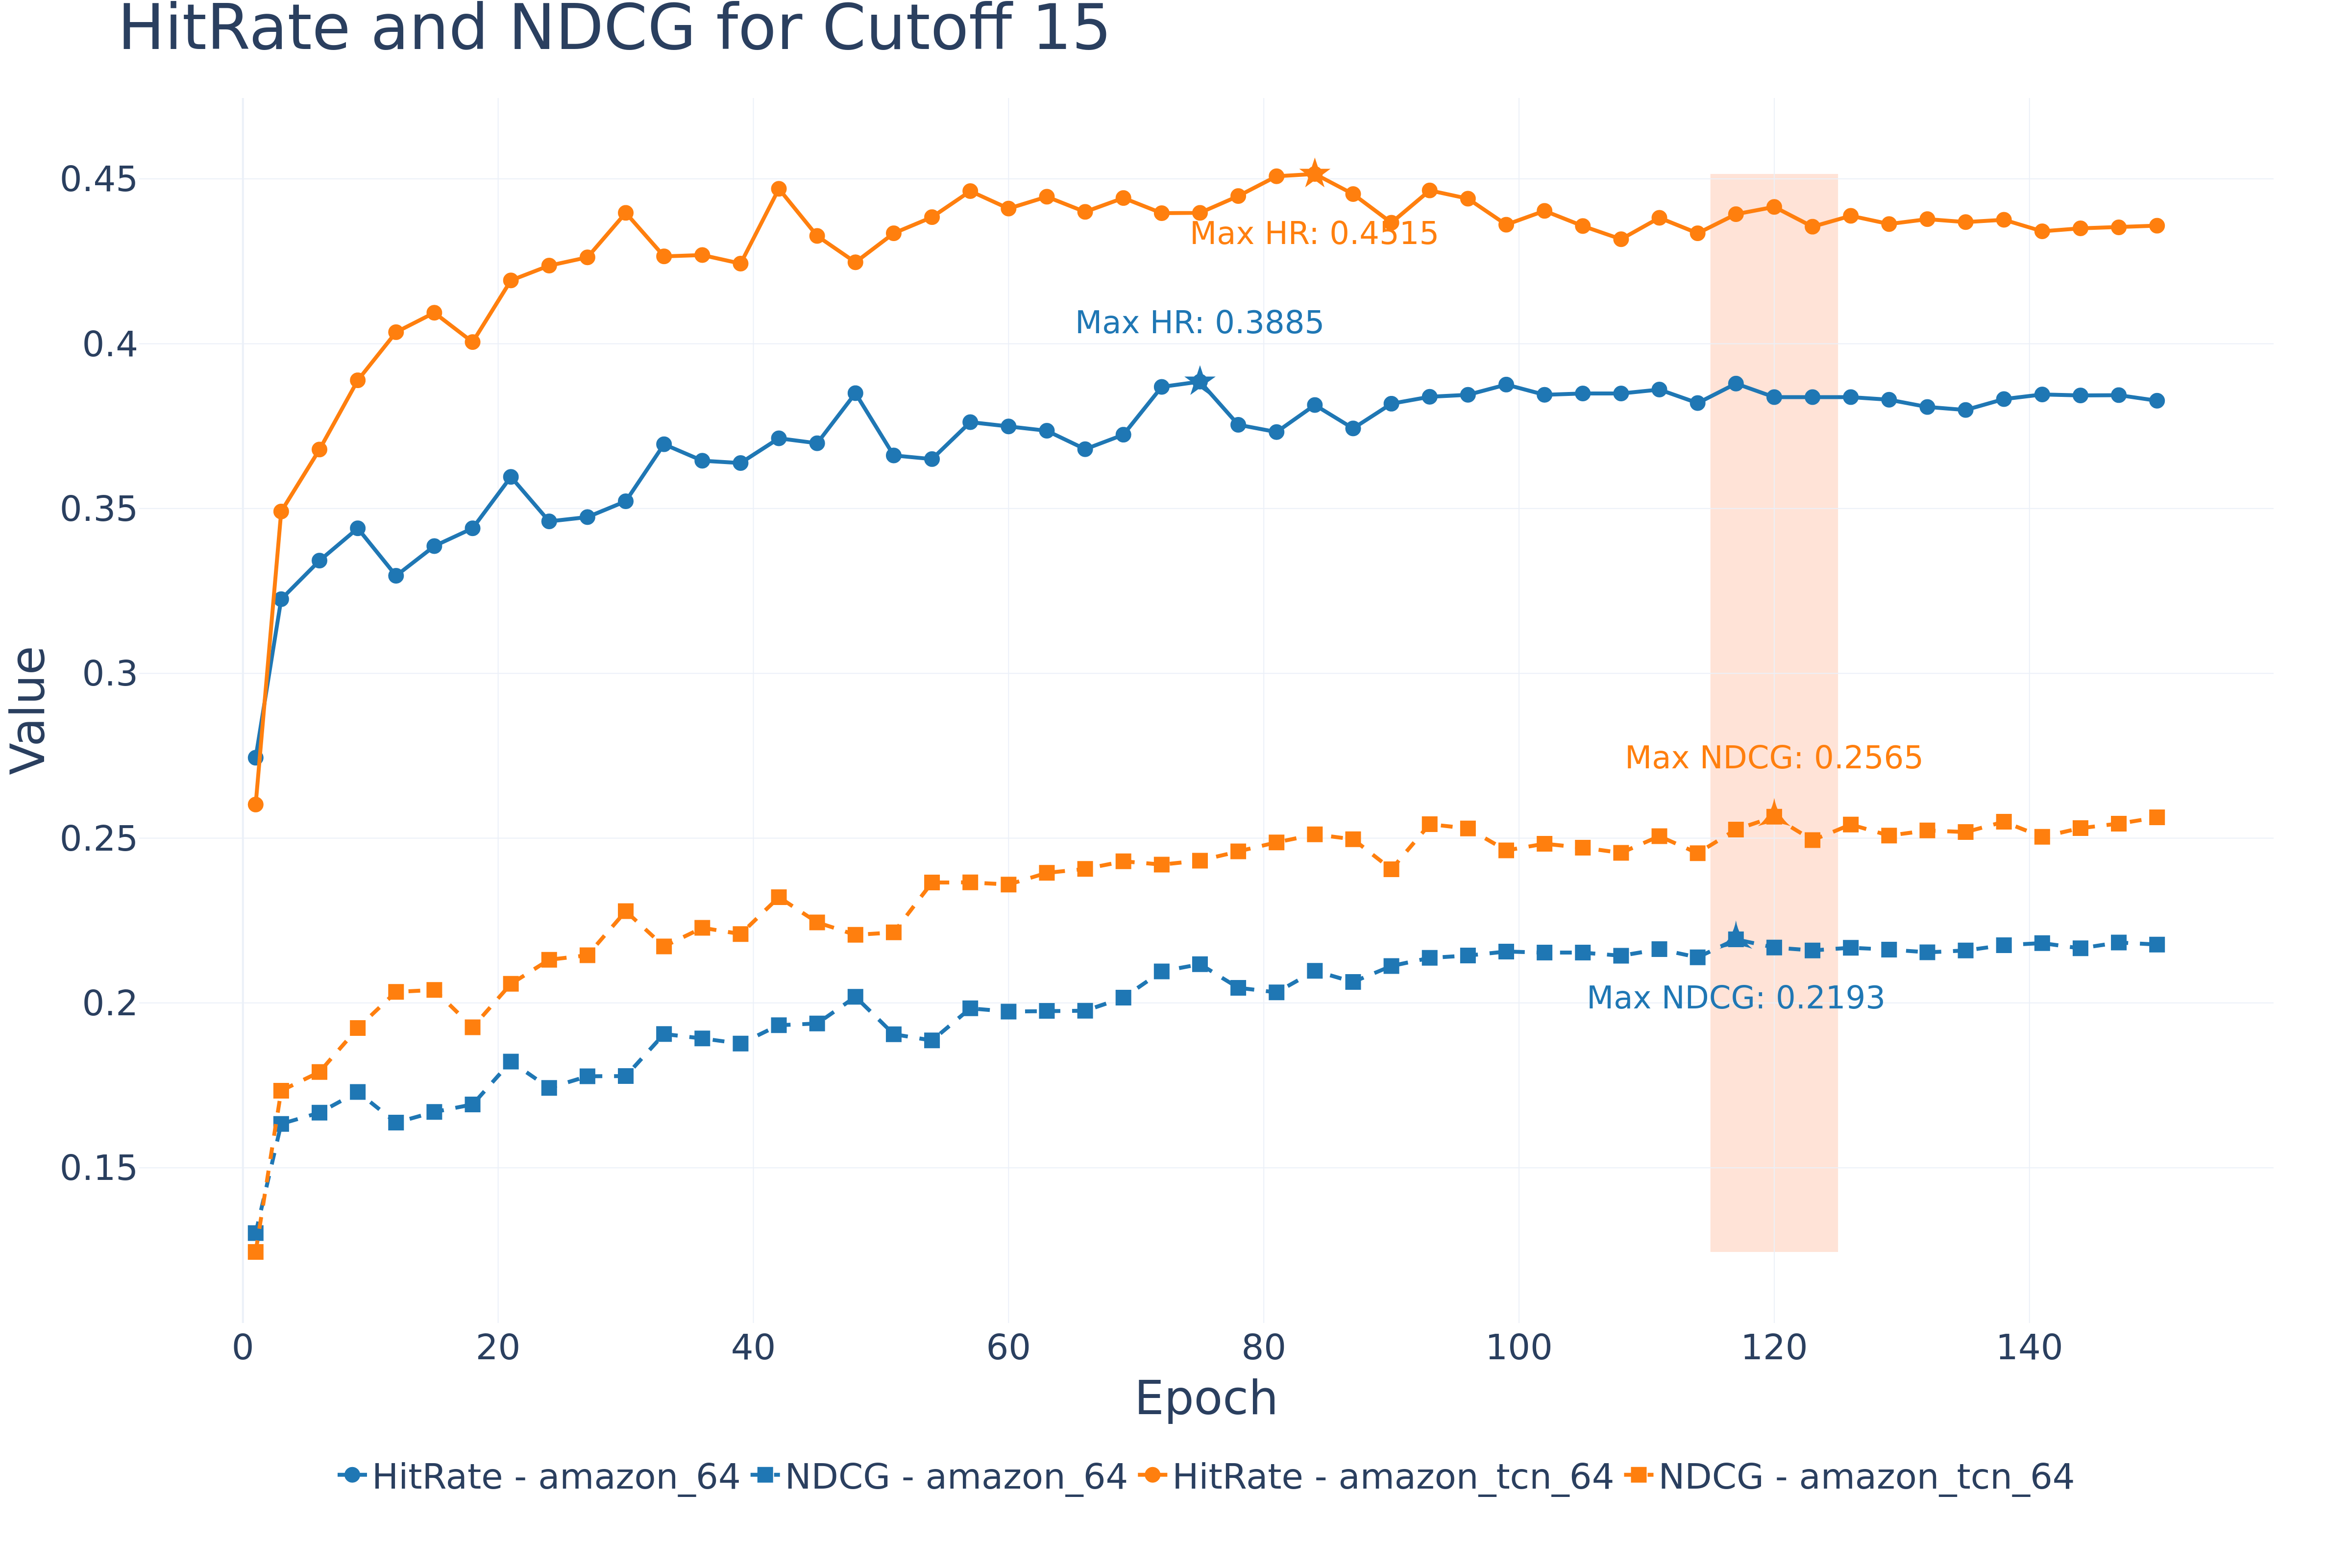 HitRate and NDCG for Cutoff 15
Value
0.45
0.4
0.35
0.3
0.25
0.2
0.15
Max HR: 0.4515
Max HR: 0.3885
Max NDCG: 0.2565
Max NDCG: 0.2193
0 20 40 60 80 100 120 140
Epoch
HitRate - amazon_64 NDCG - amazon_64 HitRate - amazon_tcn_64 NDCG - amazon_tcn_64